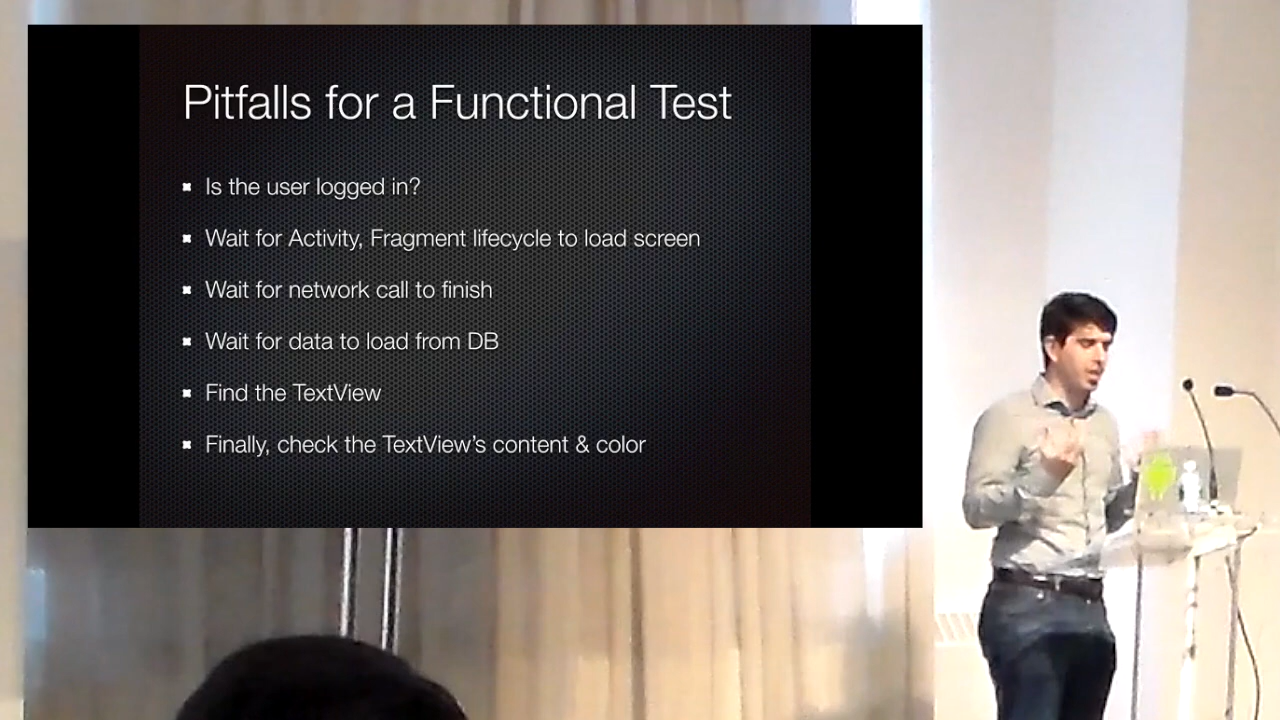 Pitfalls for a Functional Test
Is the user logged in?
Wait for Activity, Fragment lifecycle to load screen
Wait for network call to finish
Wait for data to load from DB
Find the TextView
Finally, check the TextView's content & color